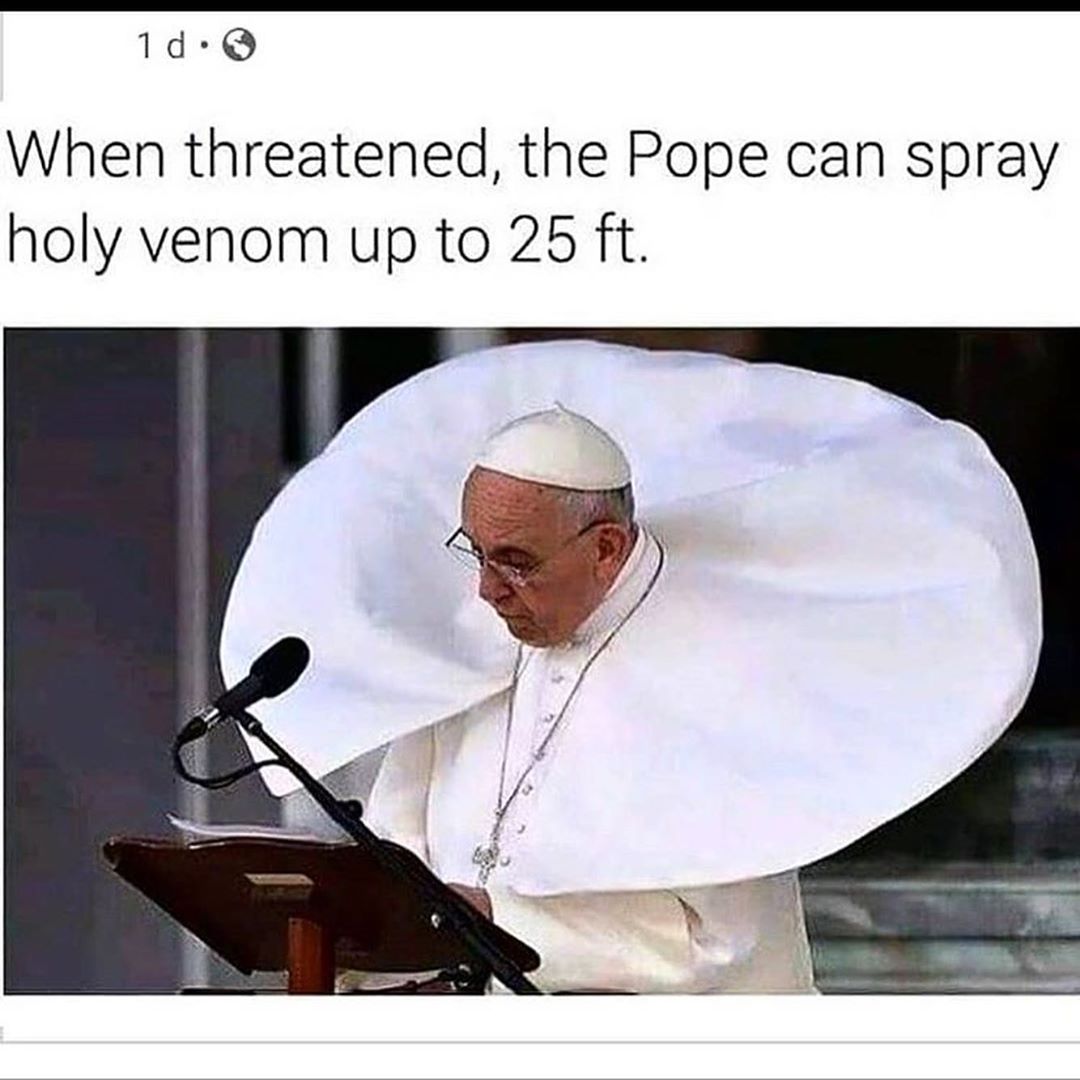 1 d ·
When threatened, the Pope can spray
holy venom up to 25 ft.